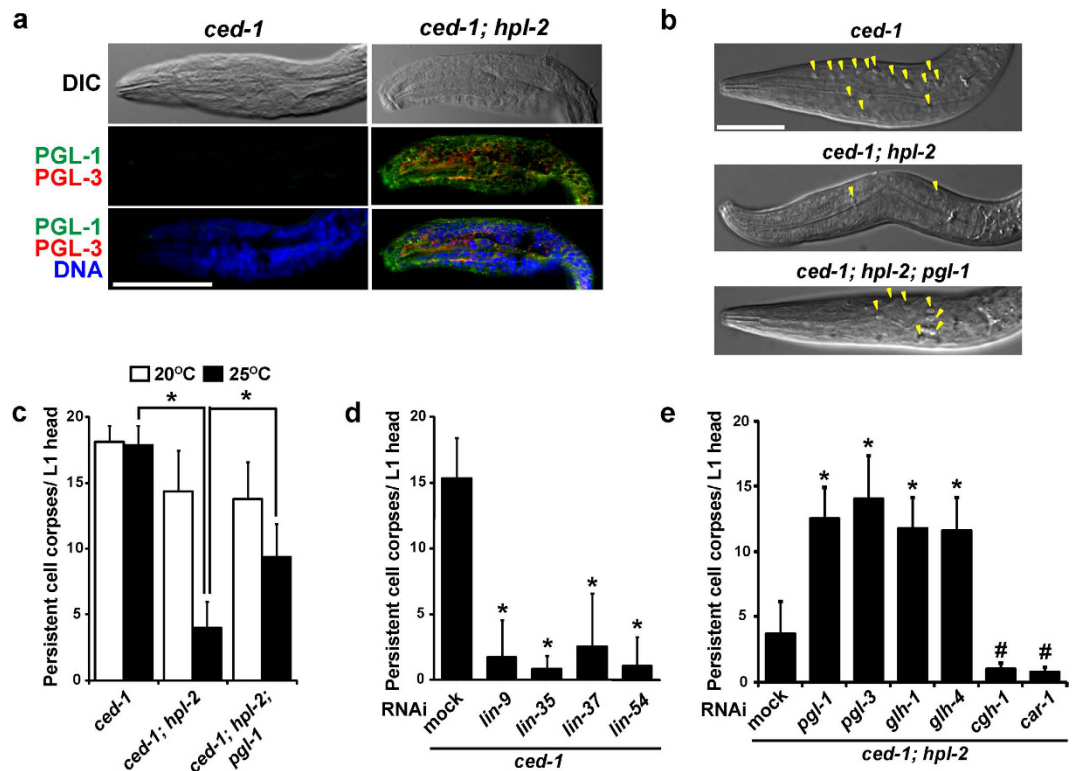 a
ced-1
ced-1; hpl-2
DIC
PGL-1
PGL-3
PGL-1
PGL-3
DNA
b
ced-1
ced-1; hpl-2
ced-1; hpl-2; pgl-1
c
20°C
25°C
*
*
Persistent cell corpses/ L1 head
20
15
10
5
0
ced-1
ced-1; hpl-2
ced-1; hpl-2;
pgl-1
d
Persistent cell corpses/ L1 head
20
15
10
5
0
*
*
*
*
RNAi
mock
lin-9
lin-35
lin-37
lin-54
ced-1
e
Persistent cell corpses/ L1 head
20
15
10
5
0
*
*
*
*
#
#
RNAi
mock
pgl-1
pgl-3
glh-1
glh-4
cgh-1
car-1
ced-1; hpl-2